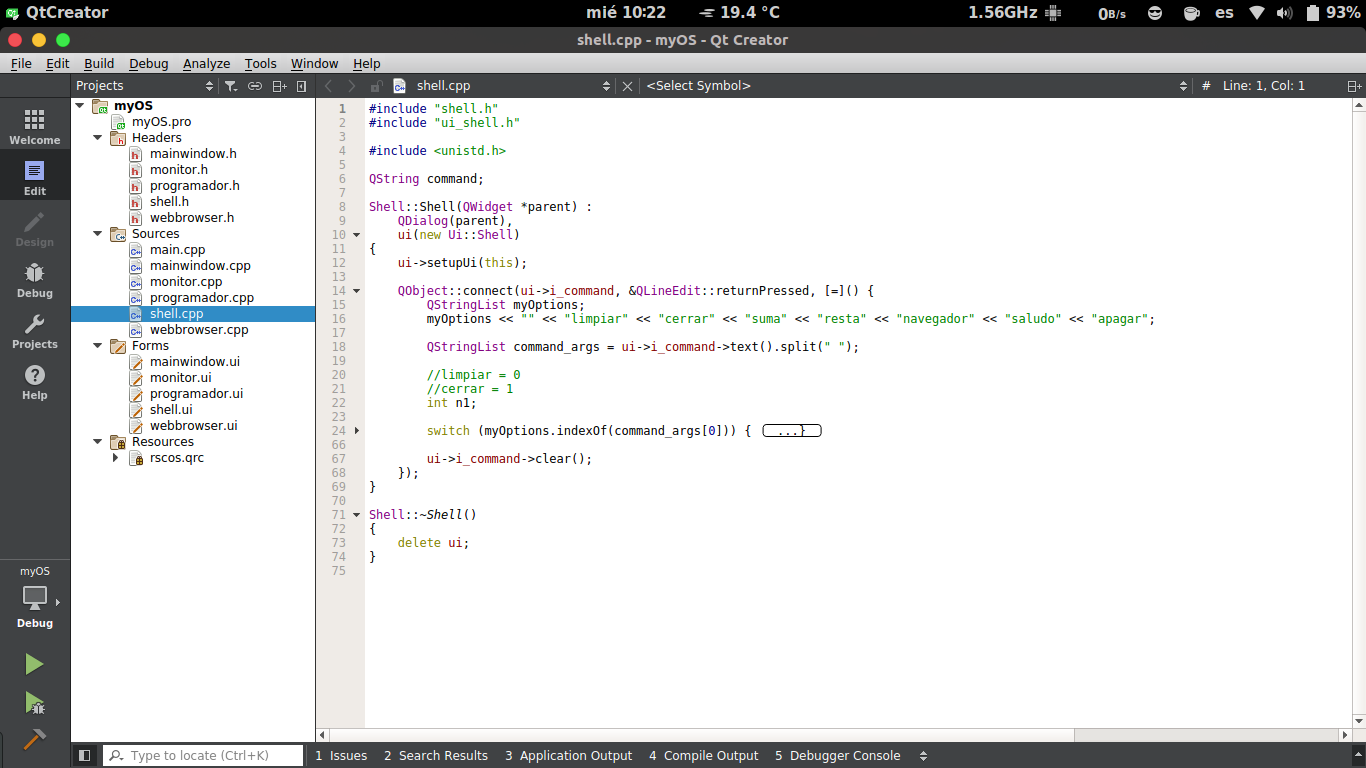 QtCreator mié 10:22 19.4 °C 1.56GHz 0B/s es 93%
shell.cpp - myOS - Qt Creator
File Edit Build Debug Analyze Tools Window Help
Projects shell.cpp <Select Symbol> # Line: 1, Col: 1
Welcome
Edit
Design
Debug
Projects
Help
myOS
Debug
myOS
myOS.pro
Headers
mainwindow.h
monitor.h
programador.h
shell.h
webbrowser.h
Sources
main.cpp
mainwindow.cpp
monitor.cpp
programador.cpp
shell.cpp
webbrowser.cpp
Forms
mainwindow.ui
monitor.ui
programador.ui
shell.ui
webbrowser.ui
Resources
rscos.qrc
1 #include "shell.h"
2 #include "ui_shell.h"
3
4 #include <unistd.h>
5
6 QString command;
7
8 Shell::Shell(QWidget *parent) :
9     QDialog(parent),
10     ui(new Ui::Shell)
11 {
12     ui->setupUi(this);
13
14     QObject::connect(ui->i_command, &QLineEdit::returnPressed, [=]() {
15         QStringList myOptions;
16         myOptions << "" << "limpiar" << "cerrar" << "suma" << "resta" << "navegador" << "saludo" << "apagar";
17
18         QStringList command_args = ui->i_command->text().split(" ");
19
20         //limpiar = 0
21         //cerrar = 1
22         int n1;
23
24         switch (myOptions.indexOf(command_args[0])) { ...}
66
67         ui->i_command->clear();
68     });
69 }
70
71 Shell::~Shell()
72 {
73     delete ui;
74 }
75
Type to locate (Ctrl+K) 1 Issues 2 Search Results 3 Application Output 4 Compile Output 5 Debugger Console